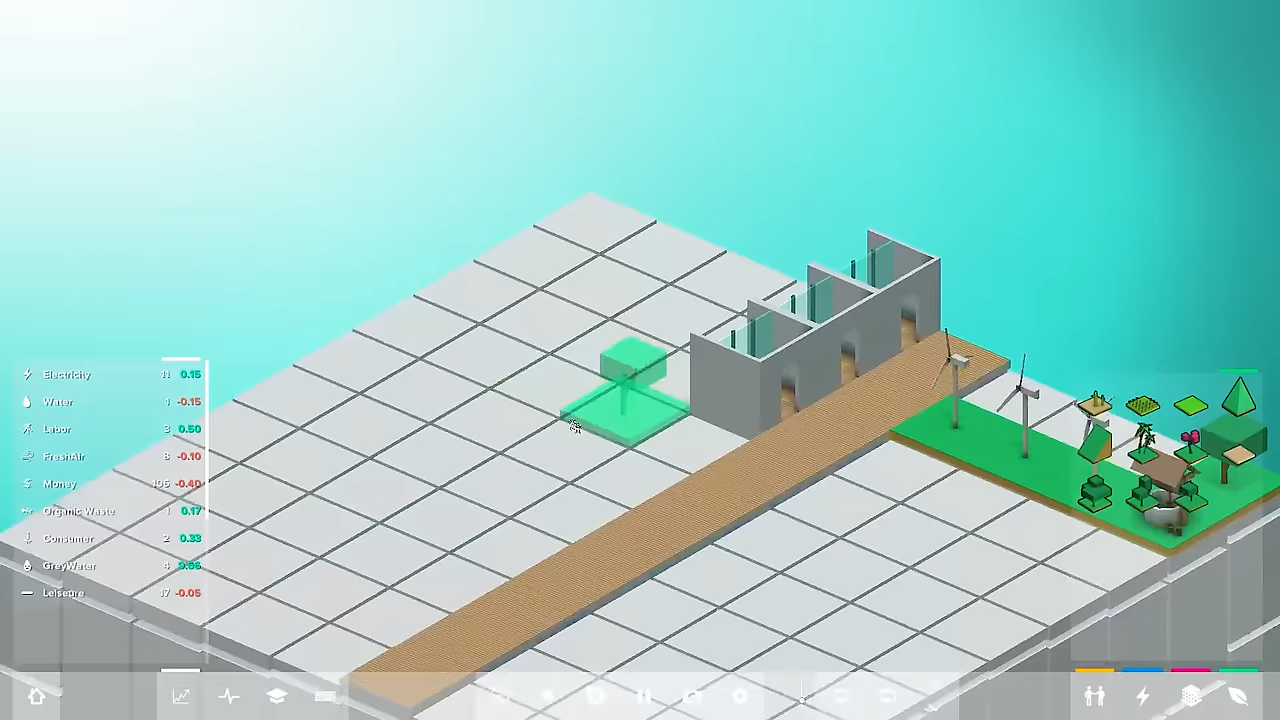 Electricity 11 0.15
Water 1 -0.15
Labor 3 0.50
FreshAir 8 -0.10
Money 106 -0.40
Organic Waste 1 0.17
Consumer 2 0.33
GreyWater 4
Leiseure 17 -0.05